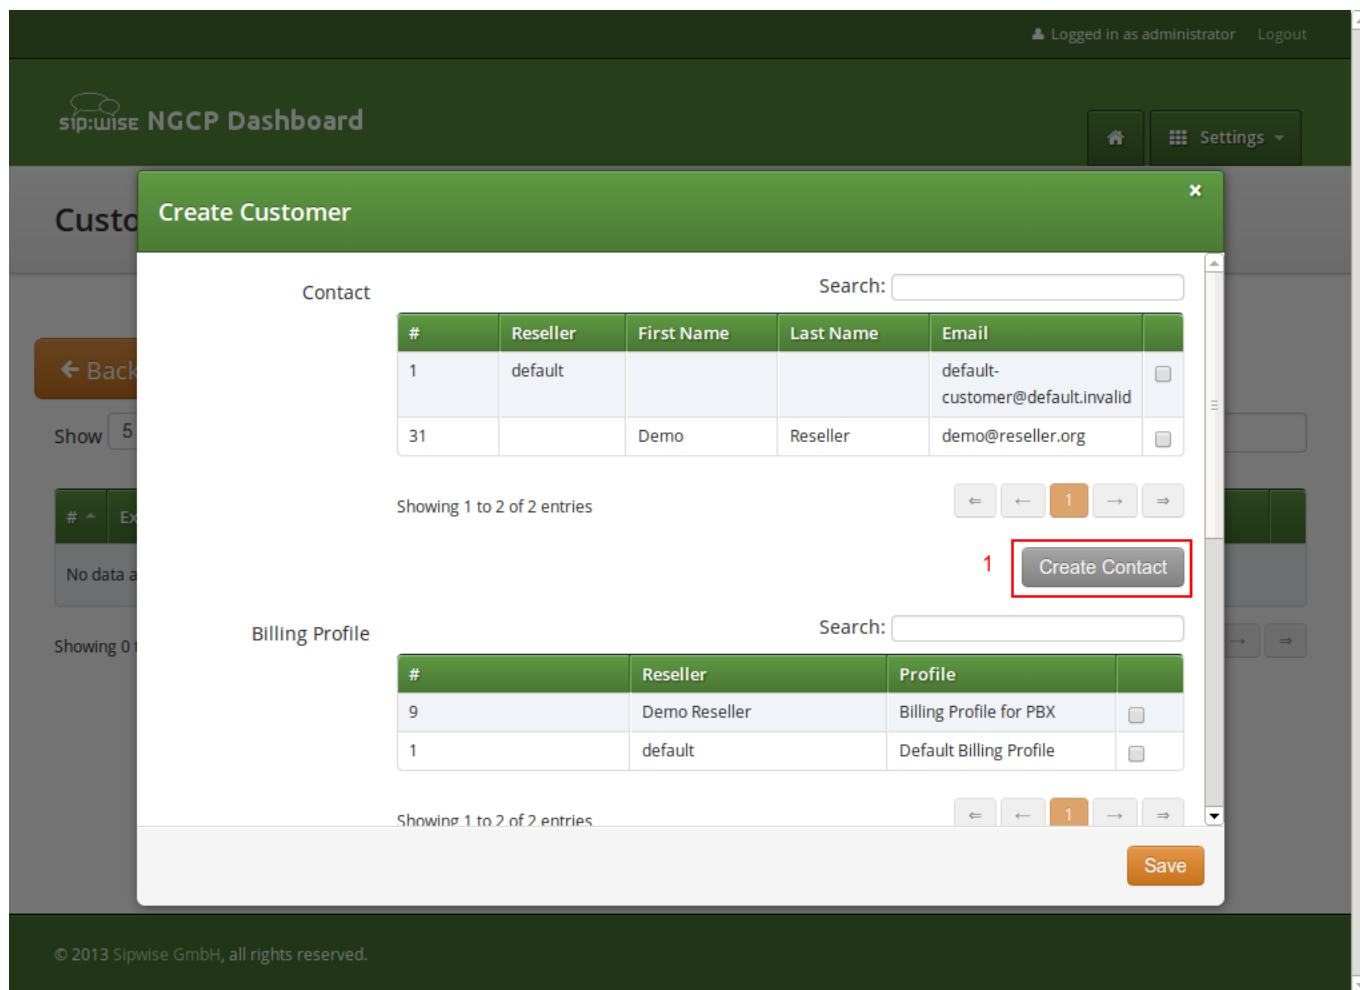 Logged in as administrator Logout
sip:wise NGCP Dashboard
Settings
Custo
Create Customer
×
Contact
Search:
# Reseller First Name Last Name Email
1 default default-
customer@default.invalid
31 Demo Reseller demo@reseller.org
Showing 1 to 2 of 2 entries
⇐ ← 1 → ⇒
1 Create Contact
Billing Profile
Search:
# Reseller Profile
9 Demo Reseller Billing Profile for PBX
1 default Default Billing Profile
Showing 1 to 2 of 2 entries
⇐ ← 1 → ⇒
Save
Back
Show 5
# Ex
No data a
Showing 0
→ ⇒
© 2013 Sipwise GmbH, all rights reserved.